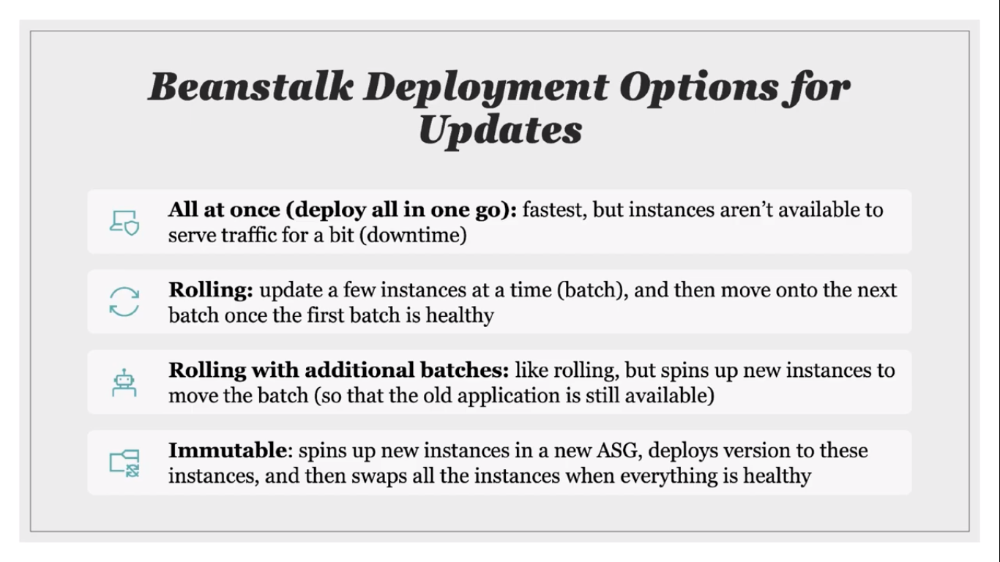 Beanstalk Deployment Options for
Updates
All at once (deploy all in one go): fastest, but instances aren’t available to
serve traffic for a bit (downtime)
Rolling: update a few instances at a time (batch), and then move onto the next
batch once the first batch is healthy
Rolling with additional batches: like rolling, but spins up new instances to
move the batch (so that the old application is still available)
Immutable: spins up new instances in a new ASG, deploys version to these
instances, and then swaps all the instances when everything is healthy